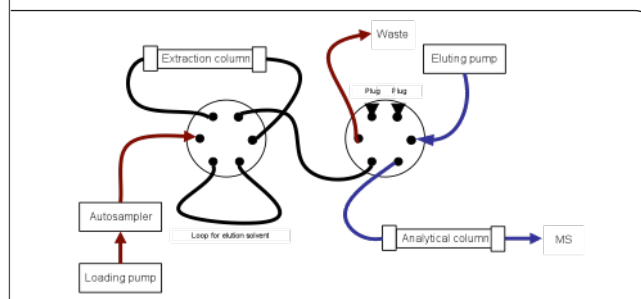 Waste
Extraction column
Eluting pump
Plug Plug
Autosampler
Loop for elution solvent
Analytical column
MS
Loading pump